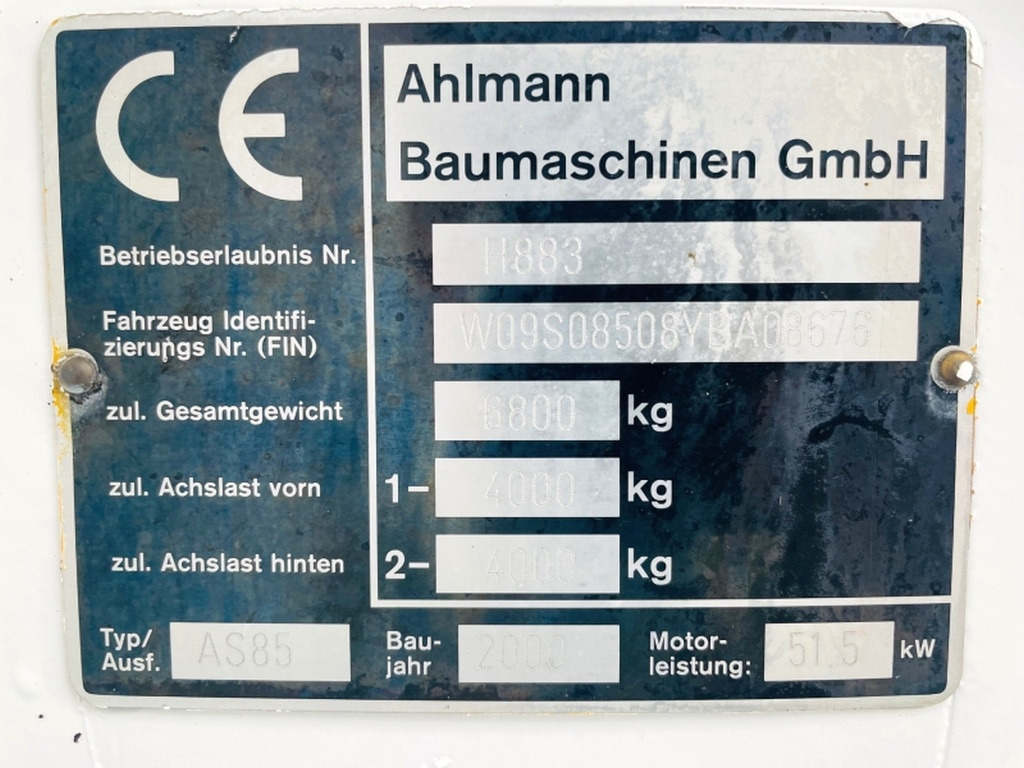 CE
Ahlmann
Baumaschinen GmbH
Betriebserlaubnis Nr. H883
Fahrzeug Identifi-
zierungs Nr. (FIN) W09S08508YBA08676
zul. Gesamtgewicht 6800 kg
zul. Achslast vorn 1- 4000 kg
zul. Achslast hinten 2- 4000 kg
Typ/
Ausf. AS85
Bau-
jahr 2000
Motor-
leistung: 51.5 kW